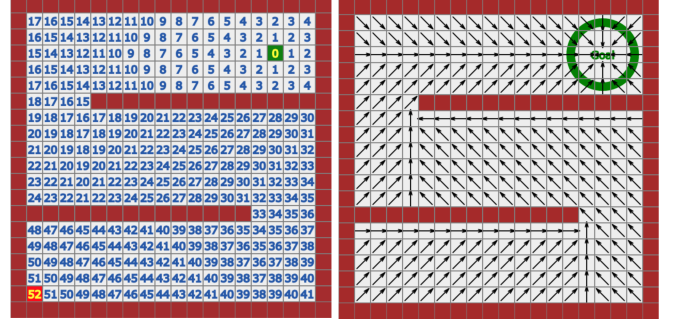 17 16 15 14 13 12 11 10 9 8 7 6 5 4 3 2 3 4
16 15 14 13 12 11 10 9 8 7 6 5 4 3 2 1 2 3
15 14 13 12 11 10 9 8 7 6 5 4 3 2 1 0 1 2
16 15 14 13 12 11 10 9 8 7 6 5 4 3 2 1 2 3
17 16 15 14 13 12 11 10 9 8 7 6 5 4 3 2 3 4
18 17 16 15
19 18 17 16 17 18 19 20 21 22 23 24 25 26 27 28 29 30
20 19 18 17 18 19 20 21 22 23 24 25 26 27 28 29 30 31
21 20 19 18 19 20 21 22 23 24 25 26 27 28 29 30 31 32
22 21 20 19 20 21 22 23 24 25 26 27 28 29 30 31 32 33
23 22 21 20 21 22 23 24 25 26 27 28 29 30 31 32 33 34
24 23 22 21 22 23 24 25 26 27 28 29 30 31 32 33 34 35
33 34 35 36
48 47 46 45 44 43 42 41 40 39 38 37 36 35 34 35 36 37
49 48 47 46 45 44 43 42 41 40 39 38 37 36 35 36 37 38
50 49 48 47 46 45 44 43 42 41 40 39 38 37 36 37 38 39
51 50 49 48 47 46 45 44 43 42 41 40 39 38 37 38 39 40
52 51 50 49 48 47 46 45 44 43 42 41 40 39 38 39 40 41
Goal